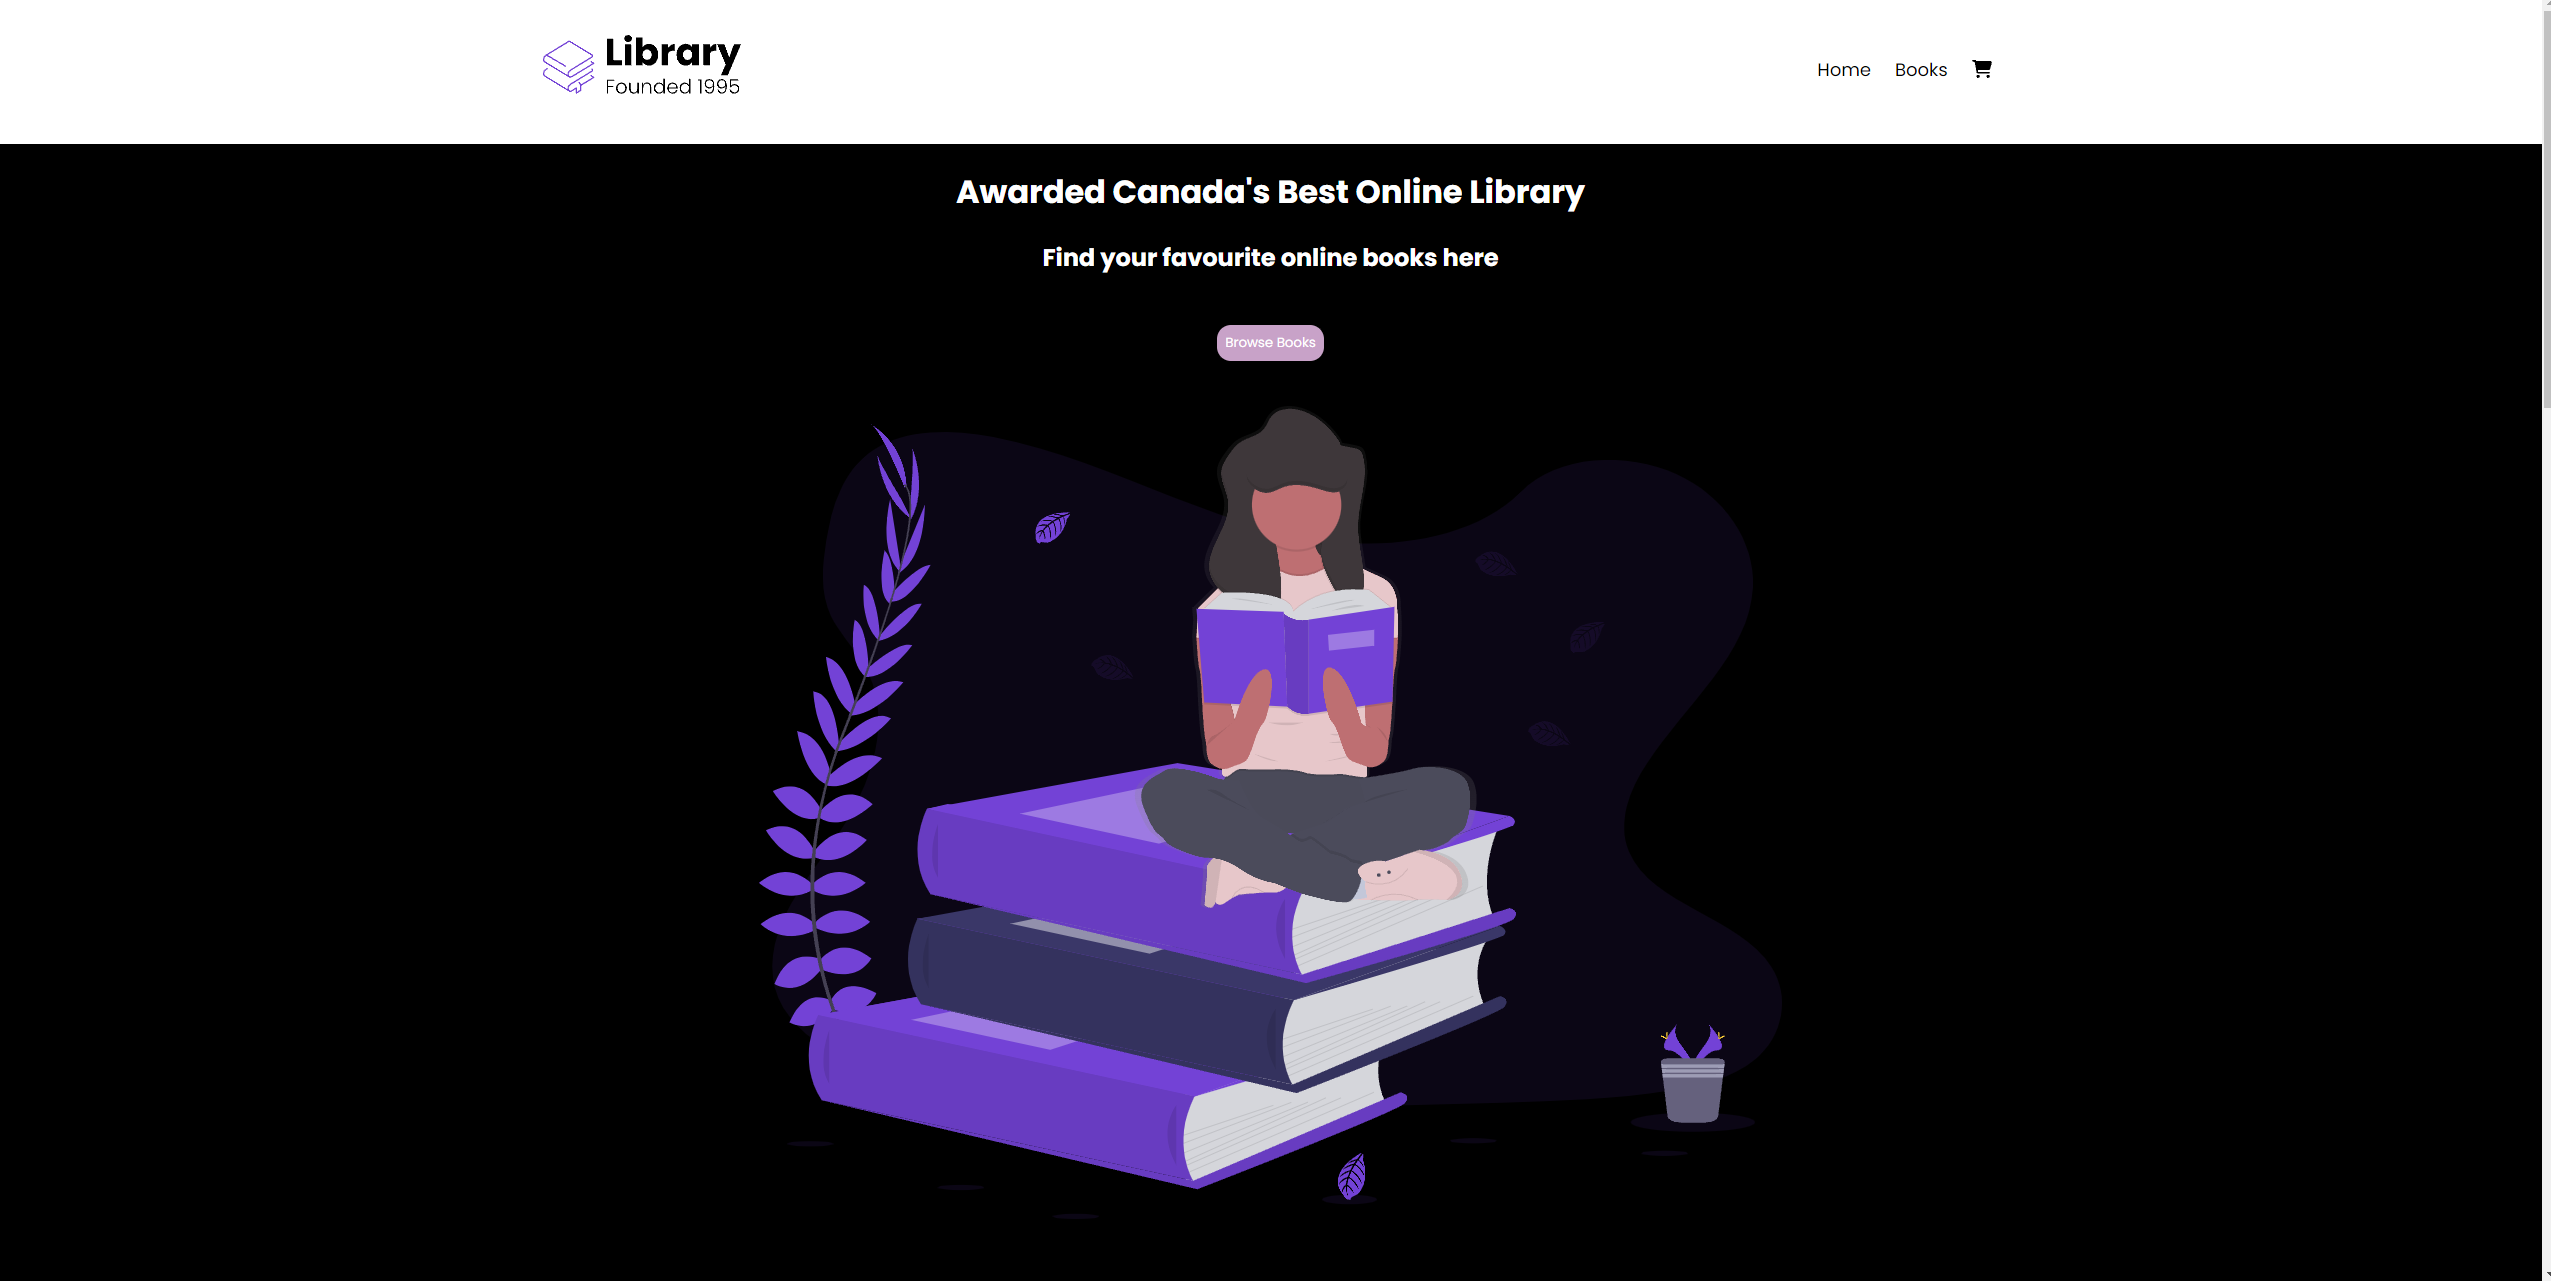 Library
Founded 1995
Home
Books
Awarded Canada's Best Online Library
Find your favourite online books here
Browse Books